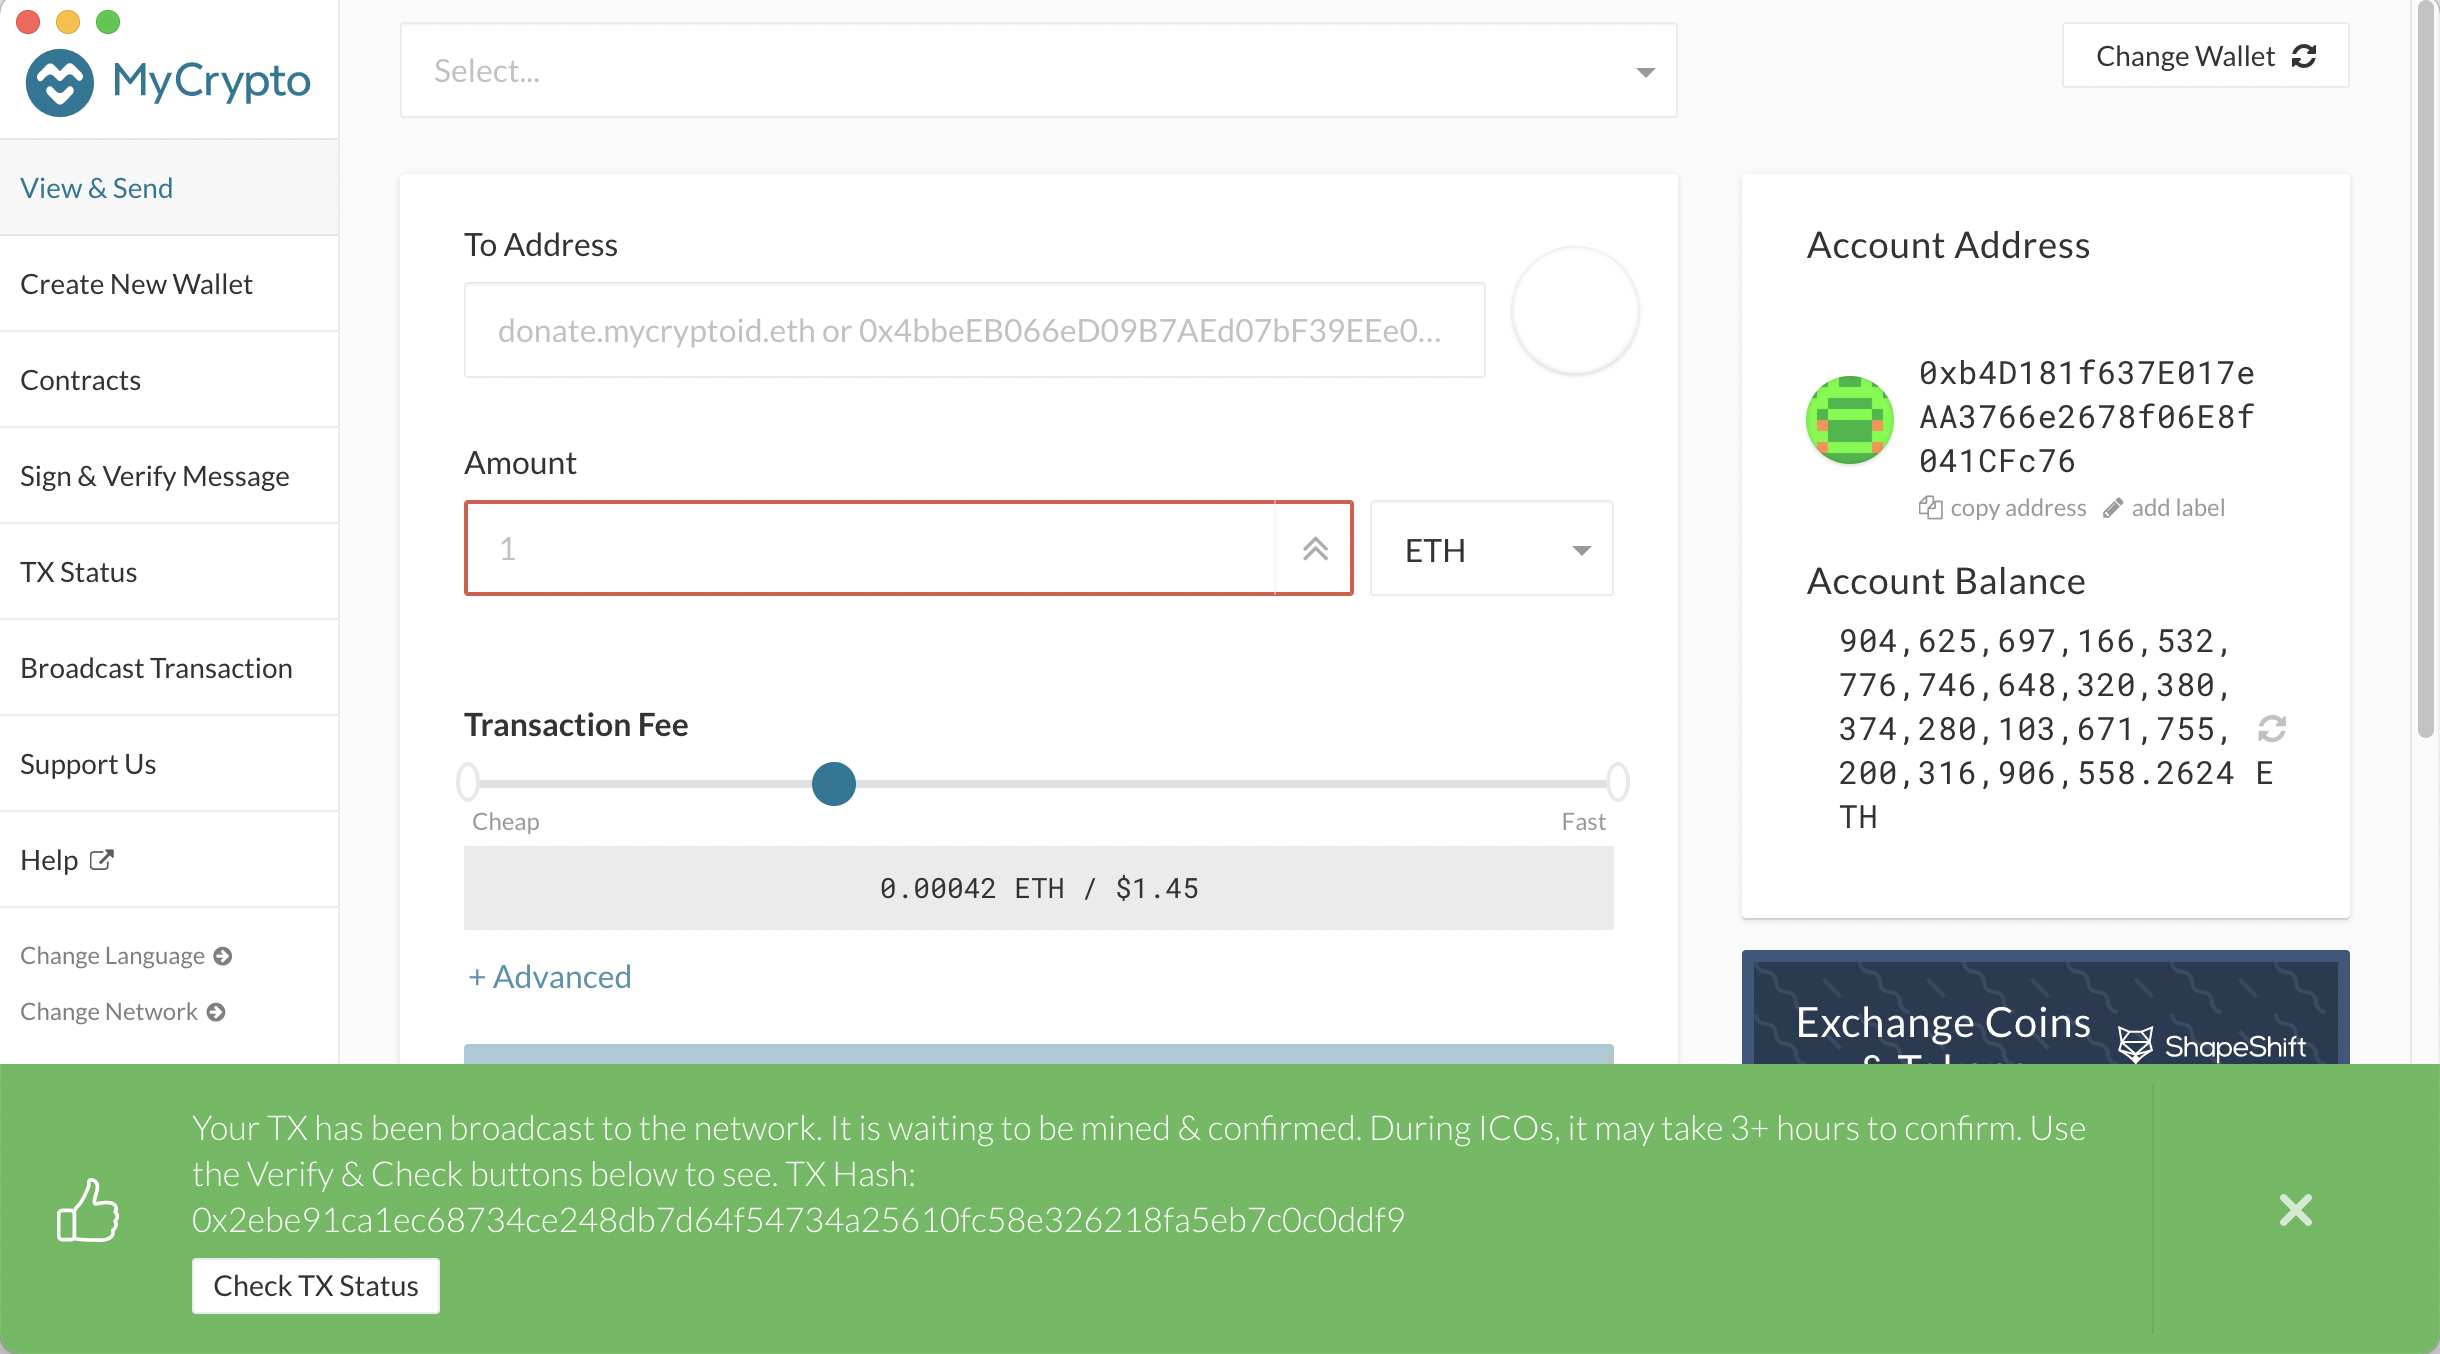 MyCrypto
View & Send
Create New Wallet
Contracts
Sign & Verify Message
TX Status
Broadcast Transaction
Support Us
Help
Change Language
Change Network
Select...
Change Wallet
To Address
donate.mycryptoid.eth or 0x4bbeEB066eD09B7AEd07bF39EEe0...
Amount
1
ETH
Transaction Fee
Cheap
Fast
0.00042 ETH / $1.45
+ Advanced
Account Address
0xb4D181f637E017e
AA3766e2678f06E8f
041CFc76
copy address
add label
Account Balance
904,625,697,166,532,
776,746,648,320,380,
374,280,103,671,755,
200,316,906,558.2624 E
TH
Exchange Coins
ShapeShift
Your TX has been broadcast to the network. It is waiting to be mined & confirmed. During ICOs, it may take 3+ hours to confirm. Use
the Verify & Check buttons below to see. TX Hash:
0x2ebe91ca1ec68734ce248db7d64f54734a25610fc58e326218fa5eb7c0c0ddf9
Check TX Status